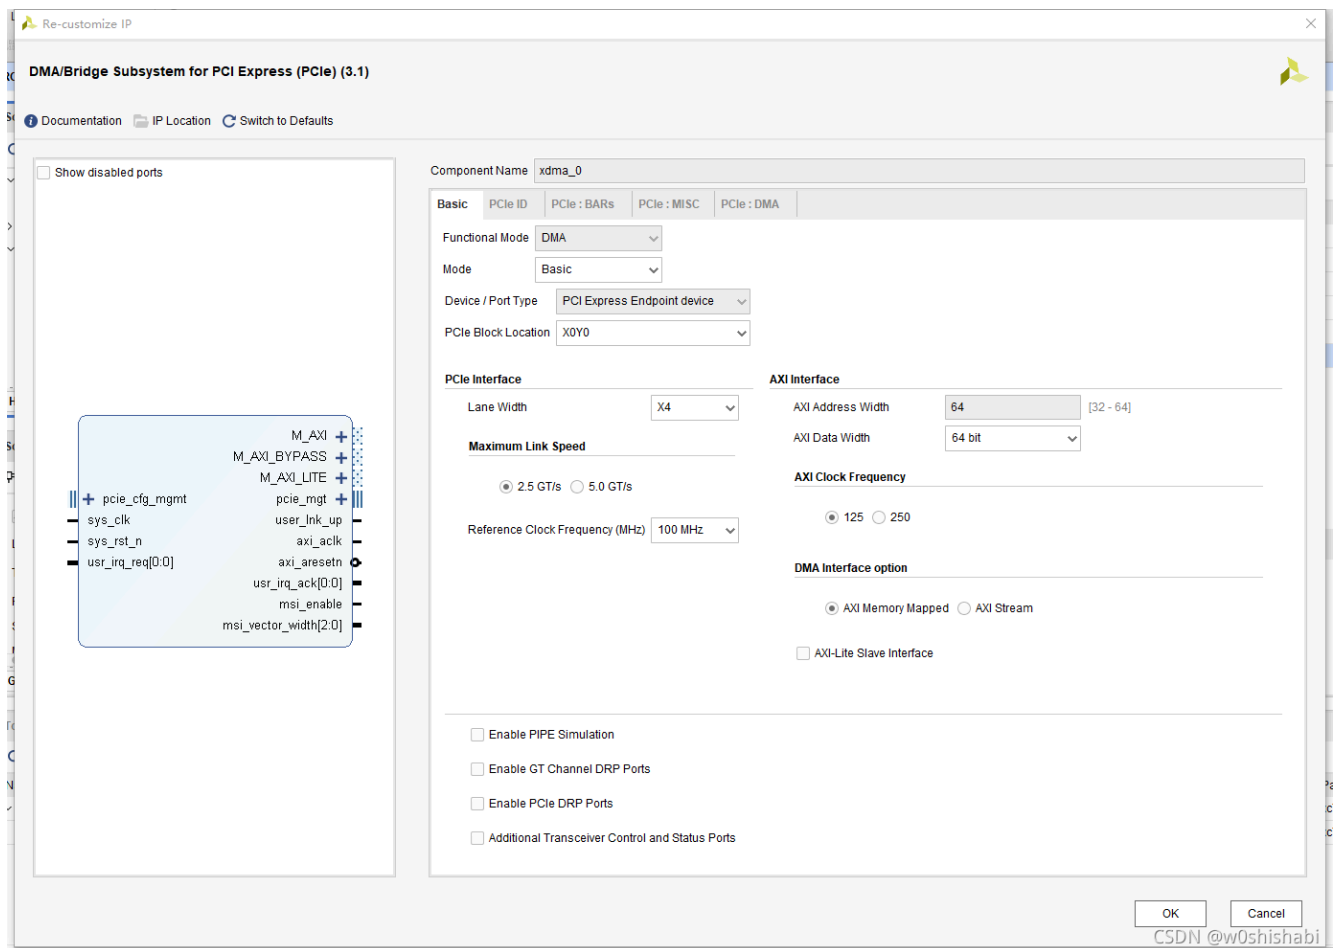 Re-customize IP
DMA/Bridge Subsystem for PCI Express (PCIe) (3.1)
Documentation IP Location Switch to Defaults
Show disabled ports
Component Name xdma_0
Basic PCIe ID PCIe : BARs PCIe : MISC PCIe : DMA
Functional Mode DMA
Mode Basic
Device / Port Type PCI Express Endpoint device
PCIe Block Location X0Y0
PCIe Interface
Lane Width X4
Maximum Link Speed
2.5 GT/s 5.0 GT/s
Reference Clock Frequency (MHz) 100 MHz
AXI Interface
AXI Address Width 64 [32 - 64]
AXI Data Width 64 bit
AXI Clock Frequency
125 250
DMA Interface option
AXI Memory Mapped AXI Stream
AXI-Lite Slave Interface
M_AXI
M_AXI_BYPASS
M_AXI_LITE
pcie_cfg_mgmt pcie_mgt
sys_clk user_lnk_up
sys_rst_n axi_aclk
usr_irq_req[0:0] axi_aresetn
usr_irq_ack[0:0]
msi_enable
msi_vector_width[2:0]
Enable PIPE Simulation
Enable GT Channel DRP Ports
Enable PCIe DRP Ports
Additional Transceiver Control and Status Ports
OK Cancel
CSDN @w0shishabi